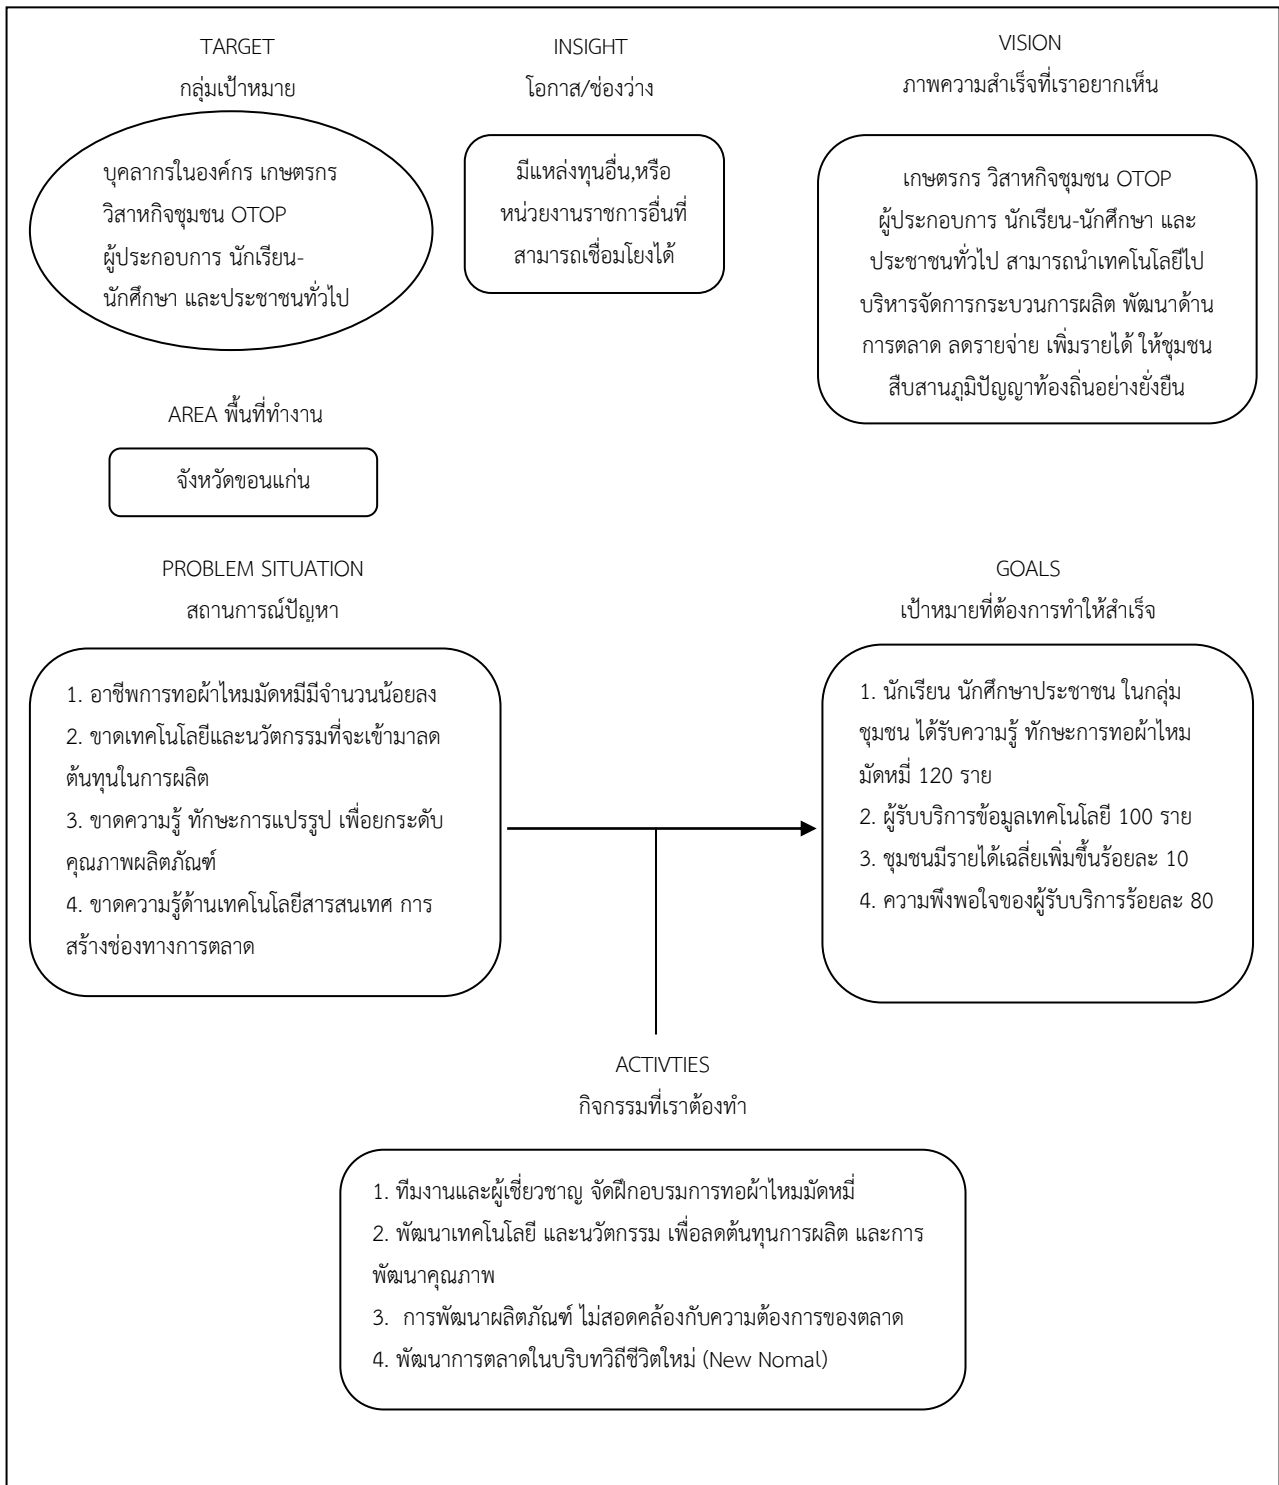 TARGET
กลุ่มเป้าหมาย
บุคลากรในองค์กร เกษตรกร
วิสาหกิจชุมชน OTOP
ผู้ประกอบการ นักเรียน-
นักศึกษา และประชาชนทั่วไป
INSIGHT
โอกาส/ช่องว่าง
มีแหล่งทุนอื่น,หรือ
หน่วยงานราชการอื่นที่
สามารถเชื่อมโยงได้
VISION
ภาพความสำเร็จที่เราอยากเห็น
เกษตรกร วิสาหกิจชุมชน OTOP
ผู้ประกอบการ นักเรียน-นักศึกษา และ
ประชาชนทั่วไป สามารถนำเทคโนโลยีไป
บริหารจัดการกระบวนการผลิต พัฒนาด้าน
การตลาด ลดรายจ่าย เพิ่มรายได้ ให้ชุมชน
สืบสานภูมิปัญญาท้องถิ่นอย่างยั่งยืน
AREA พื้นที่ทำงาน
จังหวัดขอนแก่น
PROBLEM SITUATION
สถานการณ์ปัญหา
1. อาชีพการทอผ้าไหมมัดหมีมีจำนวนน้อยลง
2. ขาดเทคโนโลยีและนวัตกรรมที่จะเข้ามาลด
ต้นทุนในการผลิต
3. ขาดความรู้ ทักษะการแปรรูป เพื่อยกระดับ
คุณภาพผลิตภัณฑ์
4. ขาดความรู้ด้านเทคโนโลยีสารสนเทศ การ
สร้างช่องทางการตลาด
GOALS
เป้าหมายที่ต้องการทำให้สำเร็จ
1. นักเรียน นักศึกษาประชาชน ในกลุ่ม
ชุมชน ได้รับความรู้ ทักษะการทอผ้าไหม
มัดหมี่ 120 ราย
2. ผู้รับบริการข้อมูลเทคโนโลยี 100 ราย
3. ชุมชนมีรายได้เฉลี่ยเพิ่มขึ้นร้อยละ 10
4. ความพึงพอใจของผู้รับบริการร้อยละ 80
ACTIVTIES
กิจกรรมที่เราต้องทำ
1. ทีมงานและผู้เชี่ยวชาญ จัดฝึกอบรมการทอผ้าไหมมัดหมี่
2. พัฒนาเทคโนโลยี และนวัตกรรม เพื่อลดต้นทุนการผลิต และการ
พัฒนาคุณภาพ
3. การพัฒนาผลิตภัณฑ์ ไม่สอดคล้องกับความต้องการของตลาด
4. พัฒนาการตลาดในบริบทวิถีชีวิตใหม่ (New Nomal)